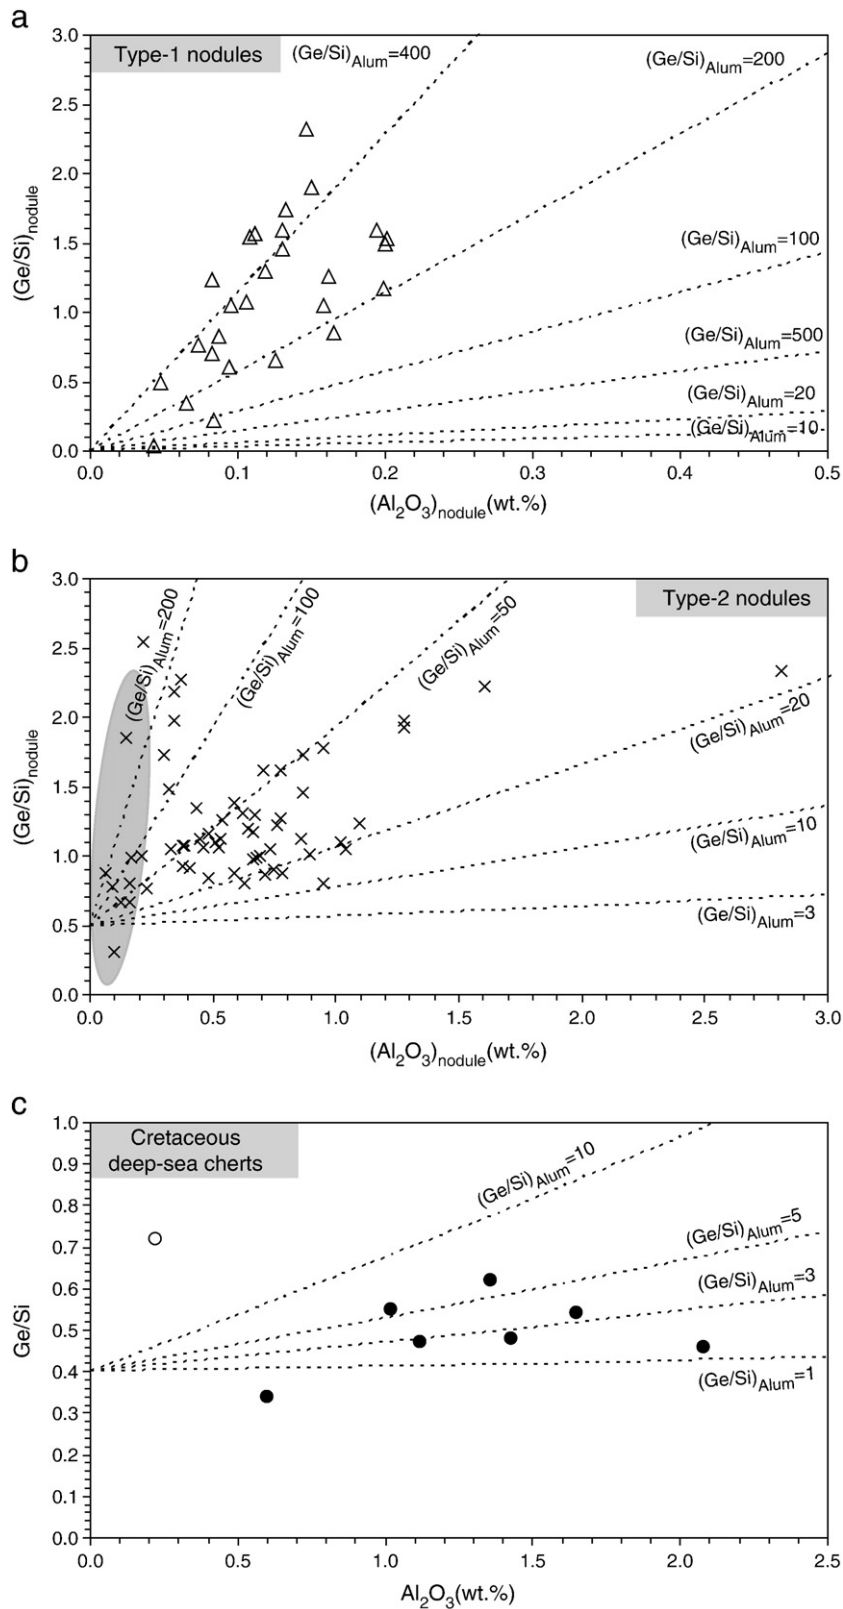 a
Type-1 nodules
(Ge/Si)Alum=400
(Ge/Si)Alum=200
(Ge/Si)Alum=100
(Ge/Si)Alum=500
(Ge/Si)Alum=20
(Ge/Si)Alum=10
3.0
2.5
2.0
1.5
1.0
0.5
0.0
(Ge/Si)nodule
0.0 0.1 0.2 0.3 0.4 0.5
(Al2O3)nodule(wt.%)
b
Type-2 nodules
(Ge/Si)Alum=200
(Ge/Si)Alum=100
(Ge/Si)Alum=50
(Ge/Si)Alum=20
(Ge/Si)Alum=10
(Ge/Si)Alum=3
3.0
2.5
2.0
1.5
1.0
0.5
0.0
(Ge/Si)nodule
0.0 0.5 1.0 1.5 2.0 2.5 3.0
(Al2O3)nodule(wt.%)
c
Cretaceous
deep-sea cherts
(Ge/Si)Alum=10
(Ge/Si)Alum=5
(Ge/Si)Alum=3
(Ge/Si)Alum=1
1.0
0.9
0.8
0.7
0.6
0.5
0.4
0.3
0.2
0.1
0.0
Ge/Si
0.0 0.5 1.0 1.5 2.0 2.5
Al2O3(wt.%)